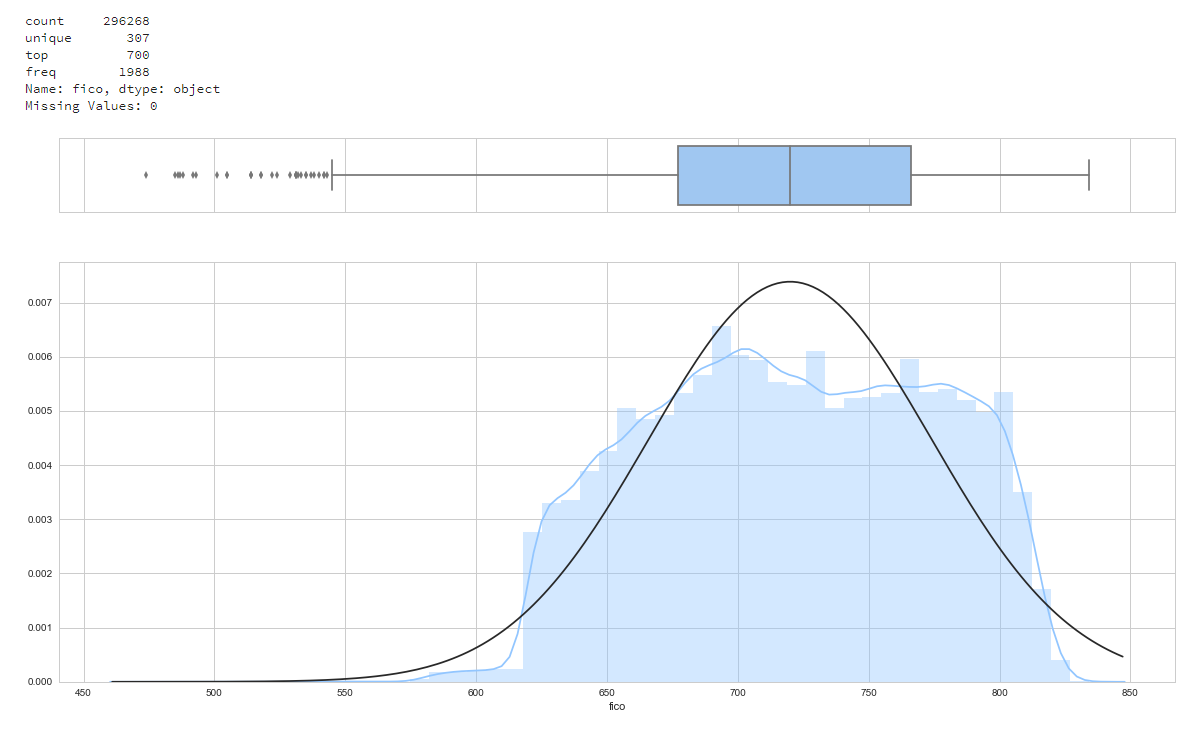 count 296268
unique 307
top 700
freq 1988
Name: fico, dtype: object
Missing Values: 0
0.007
0.006
0.005
0.004
0.003
0.002
0.001
0.000
450 500 550 600 650 700 750 800 850
fico